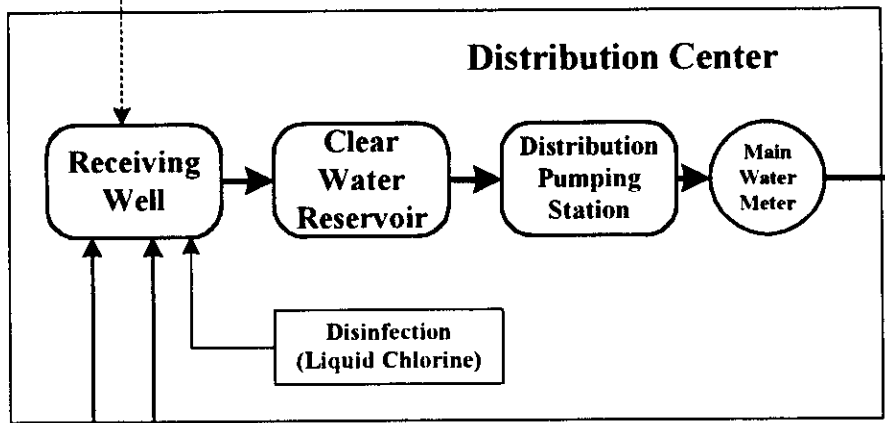 Distribution Center
Receiving
Well
Clear
Water
Reservoir
Distribution
Pumping
Station
Main
Water
Meter
Disinfection
(Liquid Chlorine)